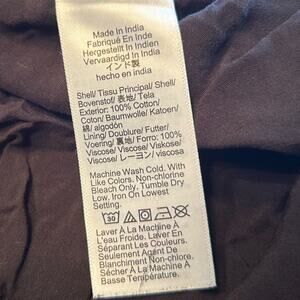 Made In India
Fabriqué En Inde
Hergestellt In Indien
Vervaardigd In India
インド製
hecho en india
Shell/ Tissu Principal/ Shell/
Bovenstof/ 表地/ Tela
Exterior: 100% Cotton/
Coton/ Baumwolle/ Katoen/
綿/ algodón
Lining/ Doublure/ Futter/
Voering/ 裏地/ Forro: 100%
Viscose/ Viscose/ Viskose/
Viscose/ レーヨン/ viscosa
Machine Wash Cold. With
Like Colors. Non-chlorine
Bleach Only. Tumble Dry
Low. Iron On Lowest
Setting.
30
Laver À La Machine À
L'eau Froide. Laver En
Séparant Les Couleurs.
Seulement Agent De
Blanchiment Non-chloré.
Sécher À La Machine À
Basse Température.